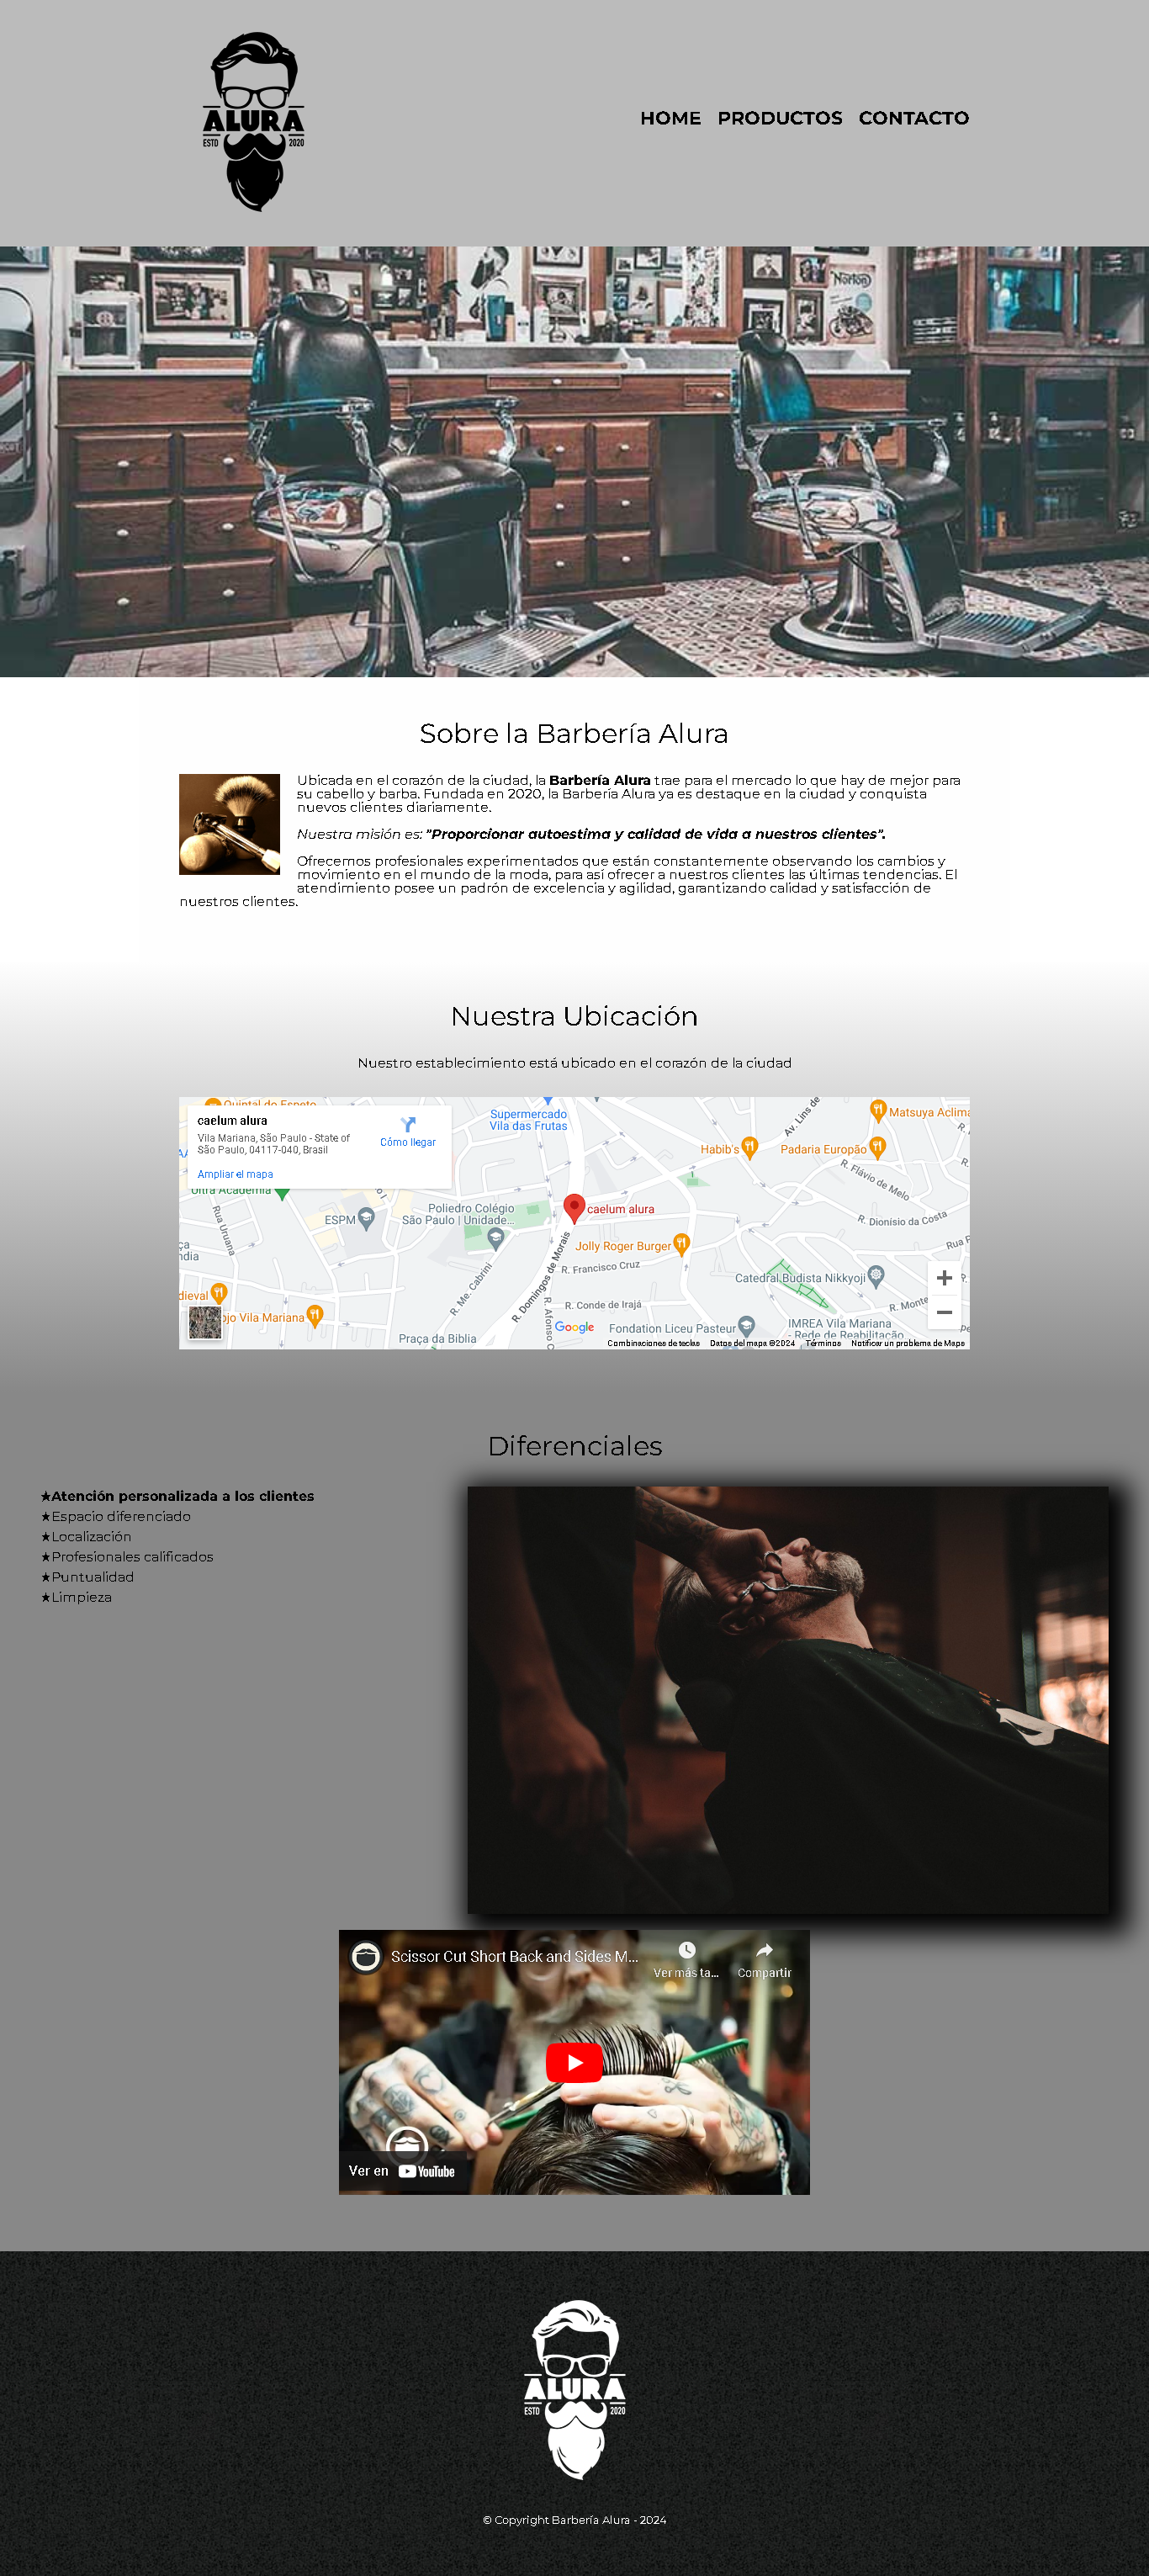 ALURA
ESTD 2020
HOME PRODUCTOS CONTACTO
Norton
Sobre la Barbería Alura
Ubicada en el corazón de la ciudad, la Barbería Alura trae para el mercado lo que hay de mejor para
su cabello y barba. Fundada en 2020, la Barbería Alura ya es destaque en la ciudad y conquista
nuevos clientes diariamente.
Nuestra misión es: "Proporcionar autoestima y calidad de vida a nuestros clientes".
Ofrecemos profesionales experimentados que están constantemente observando los cambios y
movimiento en el mundo de la moda, para así ofrecer a nuestros clientes las últimas tendencias. El
atendimiento posee un padrón de excelencia y agilidad, garantizando calidad y satisfacción de
nuestros clientes.
Nuestra Ubicación
Nuestro establecimiento está ubicado en el corazón de la ciudad
Quintal do Espeto
caelum alura
Vila Mariana, São Paulo - State of
São Paulo, 04117-040, Brasil
Cómo llegar
Ampliar el mapa
Ultra Academia
Supermercado
Vila das Frutas
Av. Lins de
Matsuya Aclima
Habib's
Padaria Europão
R. Flávio de Melo
R. Dionísio da Costa
Rua Uruana
ESPM
Poliedro Colégio
São Paulo | Unidade...
caelum alura
Jolly Roger Burger
R. Francisco Cruz
R. Domingos de Morais
R. Me. Cabrini
Catedral Budista Nikkyoji
R. Conde de Irajá
R. Monte
R. Afonso C
Vila Mariana
Praça da Bíblia
Google
Fondation Liceu Pasteur
IMREA Vila Mariana
- Rede de Reabilitação
Combinaciones de teclas Datos del mapa ©2024 Términos Notificar un problema de Maps
Diferenciales
★Atención personalizada a los clientes
★Espacio diferenciado
★Localización
★Profesionales calificados
★Puntualidad
★Limpieza
Scissor Cut Short Back and Sides M...
Ver más ta...
Compartir
Ver en YouTube
ALURA
ESTD 2020
© Copyright Barbería Alura - 2024